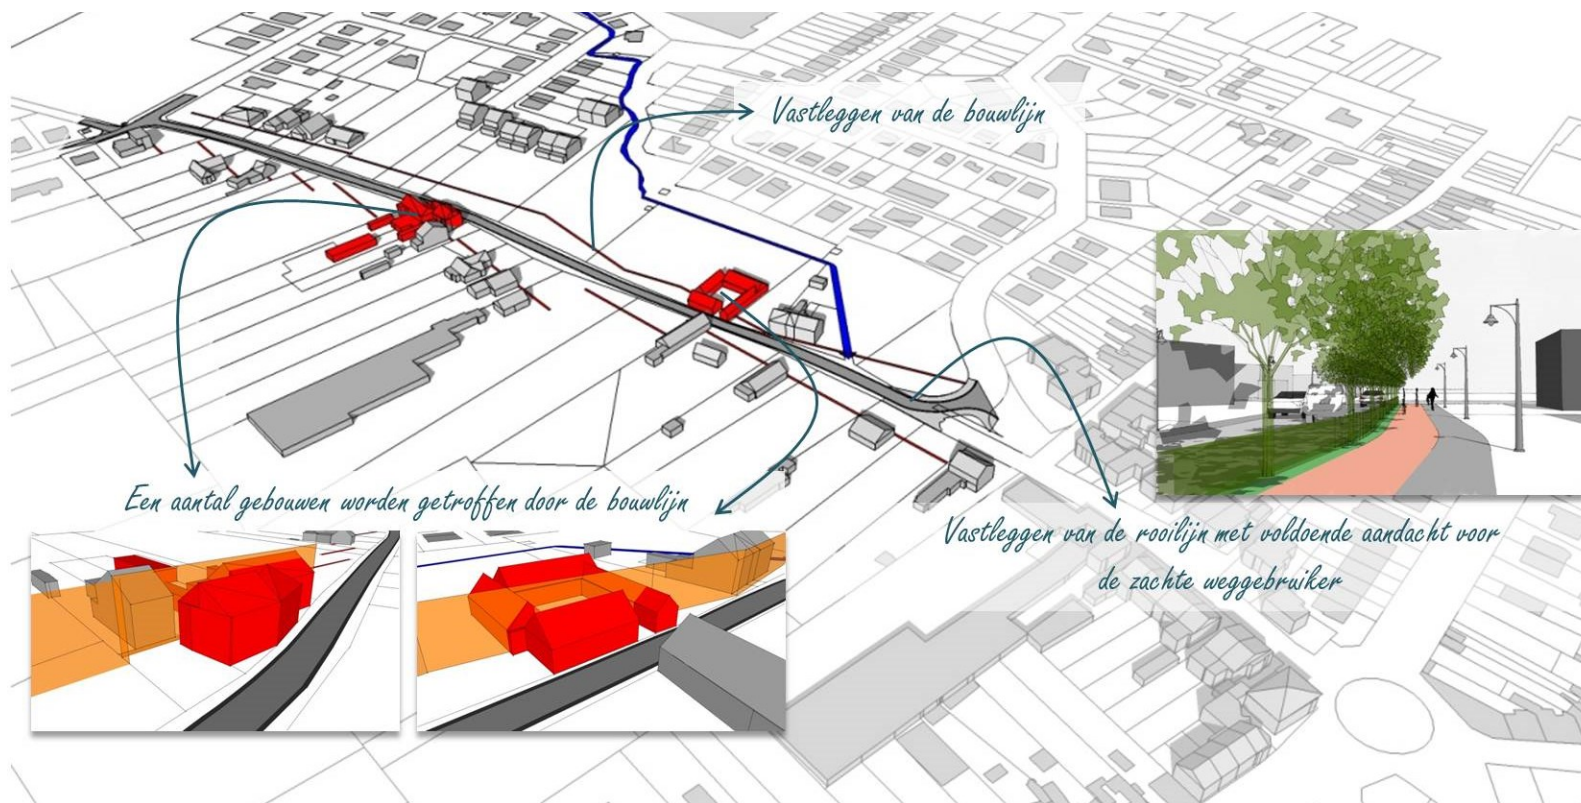 Vastleggen van de bouwlijn
Een aantal gebouwen worden getroffen door de bouwlijn
Vastleggen van de rooilijn met voldoende aandacht voor
de zachte weggebruiker